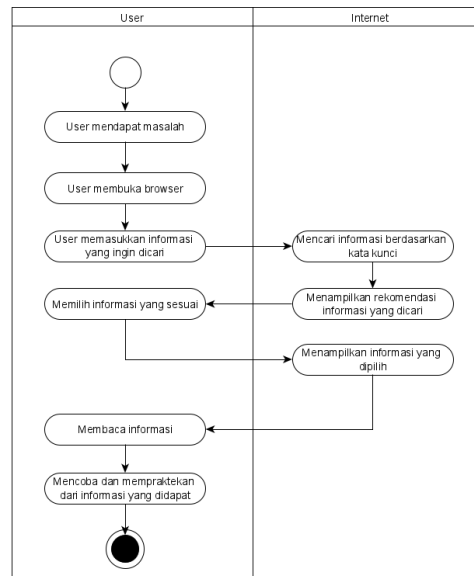 User
Internet
User mendapat masalah
User membuka browser
User memasukkan informasi
yang ingin dicari
Mencari informasi berdasarkan
kata kunci
Menampilkan rekomendasi
informasi yang dicari
Memilih informasi yang sesuai
Menampilkan informasi yang
dipilih
Membaca informasi
Mencoba dan mempraktekan
dari informasi yang didapat